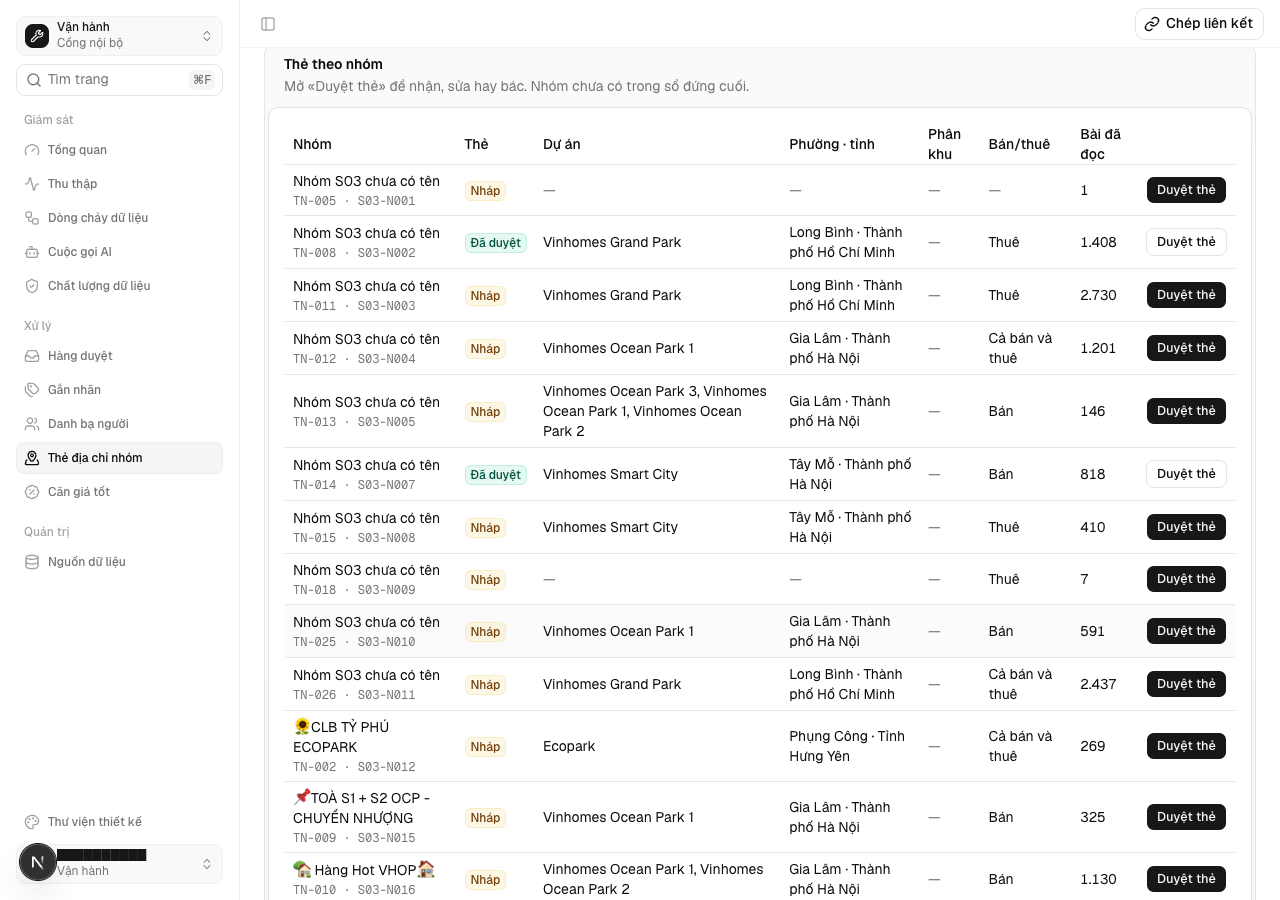 Vận hành
Cổng nội bộ
Tìm trang
⌘F
Giám sát
Tổng quan
Thu thập
Dòng chảy dữ liệu
Cuộc gọi AI
Chất lượng dữ liệu
Xử lý
Hàng duyệt
Gắn nhãn
Danh bạ người
Thẻ địa chỉ nhóm
Căn giá tốt
Quản trị
Nguồn dữ liệu
Thư viện thiết kế
N
Vận hành
Chép liên kết
Thẻ theo nhóm
Mở «Duyệt thẻ» để nhận, sửa hay bác. Nhóm chưa có trong sổ đứng cuối.
Nhóm Thẻ Dự án Phường · tỉnh Phân khu Bán/thuê Bài đã đọc
Nhóm S03 chưa có tên Nháp — — — — 1 Duyệt thẻ
TN-005 · S03-N001
Nhóm S03 chưa có tên Đã duyệt Vinhomes Grand Park Long Bình · Thành phố Hồ Chí Minh — Thuê 1.408 Duyệt thẻ
TN-008 · S03-N002
Nhóm S03 chưa có tên Nháp Vinhomes Grand Park Long Bình · Thành phố Hồ Chí Minh — Thuê 2.730 Duyệt thẻ
TN-011 · S03-N003
Nhóm S03 chưa có tên Nháp Vinhomes Ocean Park 1 Gia Lâm · Thành phố Hà Nội — Cả bán và thuê 1.201 Duyệt thẻ
TN-012 · S03-N004
Nhóm S03 chưa có tên Nháp Vinhomes Ocean Park 3, Vinhomes Ocean Park 1, Vinhomes Ocean Park 2 Gia Lâm · Thành phố Hà Nội — Bán 146 Duyệt thẻ
TN-013 · S03-N005
Nhóm S03 chưa có tên Đã duyệt Vinhomes Smart City Tây Mỗ · Thành phố Hà Nội — Bán 818 Duyệt thẻ
TN-014 · S03-N007
Nhóm S03 chưa có tên Nháp Vinhomes Smart City Tây Mỗ · Thành phố Hà Nội — Thuê 410 Duyệt thẻ
TN-015 · S03-N008
Nhóm S03 chưa có tên Nháp — — — Thuê 7 Duyệt thẻ
TN-018 · S03-N009
Nhóm S03 chưa có tên Nháp Vinhomes Ocean Park 1 Gia Lâm · Thành phố Hà Nội — Bán 591 Duyệt thẻ
TN-025 · S03-N010
Nhóm S03 chưa có tên Nháp Vinhomes Grand Park Long Bình · Thành phố Hồ Chí Minh — Cả bán và thuê 2.437 Duyệt thẻ
TN-026 · S03-N011
🌻CLB TỶ PHÚ ECOPARK Nháp Ecopark Phụng Công · Tỉnh Hưng Yên — Cả bán và thuê 269 Duyệt thẻ
TN-002 · S03-N012
📌TOÀ S1 + S2 OCP - CHUYỂN NHƯỢNG Nháp Vinhomes Ocean Park 1 Gia Lâm · Thành phố Hà Nội — Bán 325 Duyệt thẻ
TN-009 · S03-N015
🏡 Hàng Hot VHOP🏠 Nháp Vinhomes Ocean Park 1, Vinhomes Ocean Park 2 Gia Lâm · Thành phố Hà Nội — Bán 1.130 Duyệt thẻ
TN-010 · S03-N016